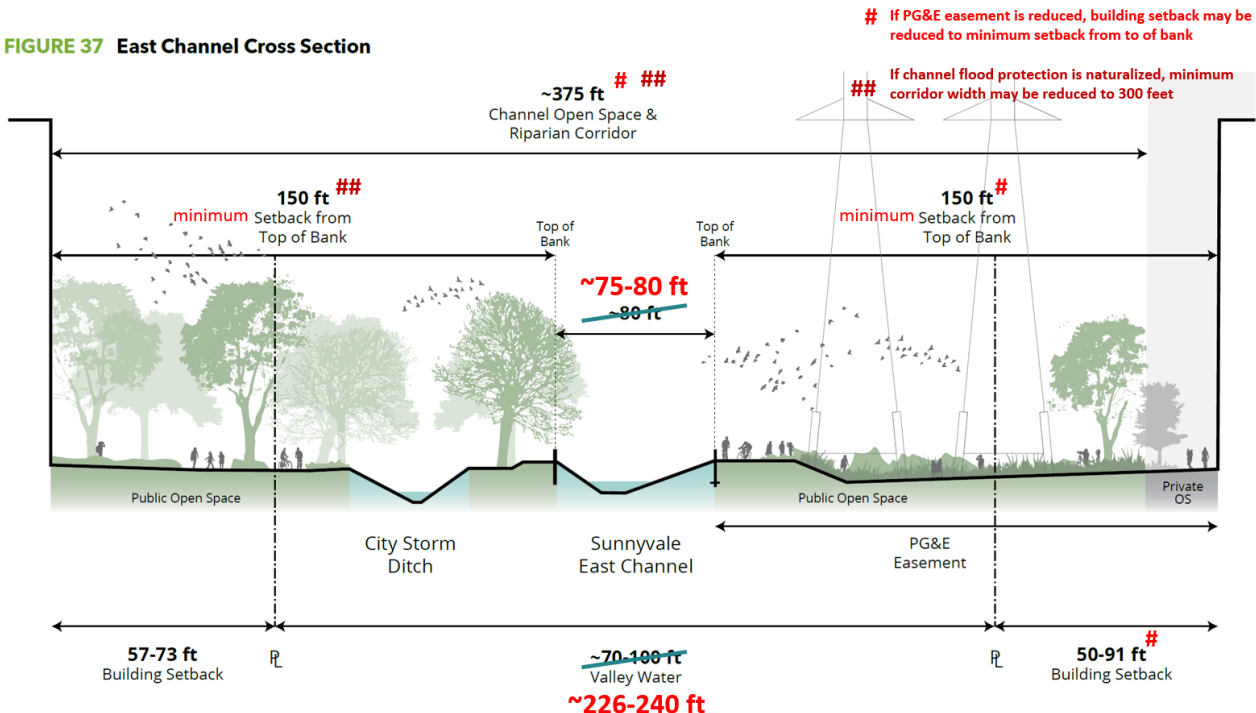 # If PG&E easement is reduced, building setback may be
reduced to minimum setback from to of bank
FIGURE 37 East Channel Cross Section
## If channel flood protection is naturalized, minimum
corridor width may be reduced to 300 feet
~375 ft # ##
Channel Open Space &
Riparian Corridor
150 ft ##
minimum Setback from
Top of Bank
Top of
Bank
Top of
Bank
150 ft #
minimum Setback from
Top of Bank
~75-80 ft
~80 ft
Public Open Space
Public Open Space
Private
OS
City Storm
Ditch
Sunnyvale
East Channel
PG&E
Easement
57-73 ft
Building Setback
PL
~70-100 ft
Valley Water
~226-240 ft
PL
50-91 ft #
Building Setback